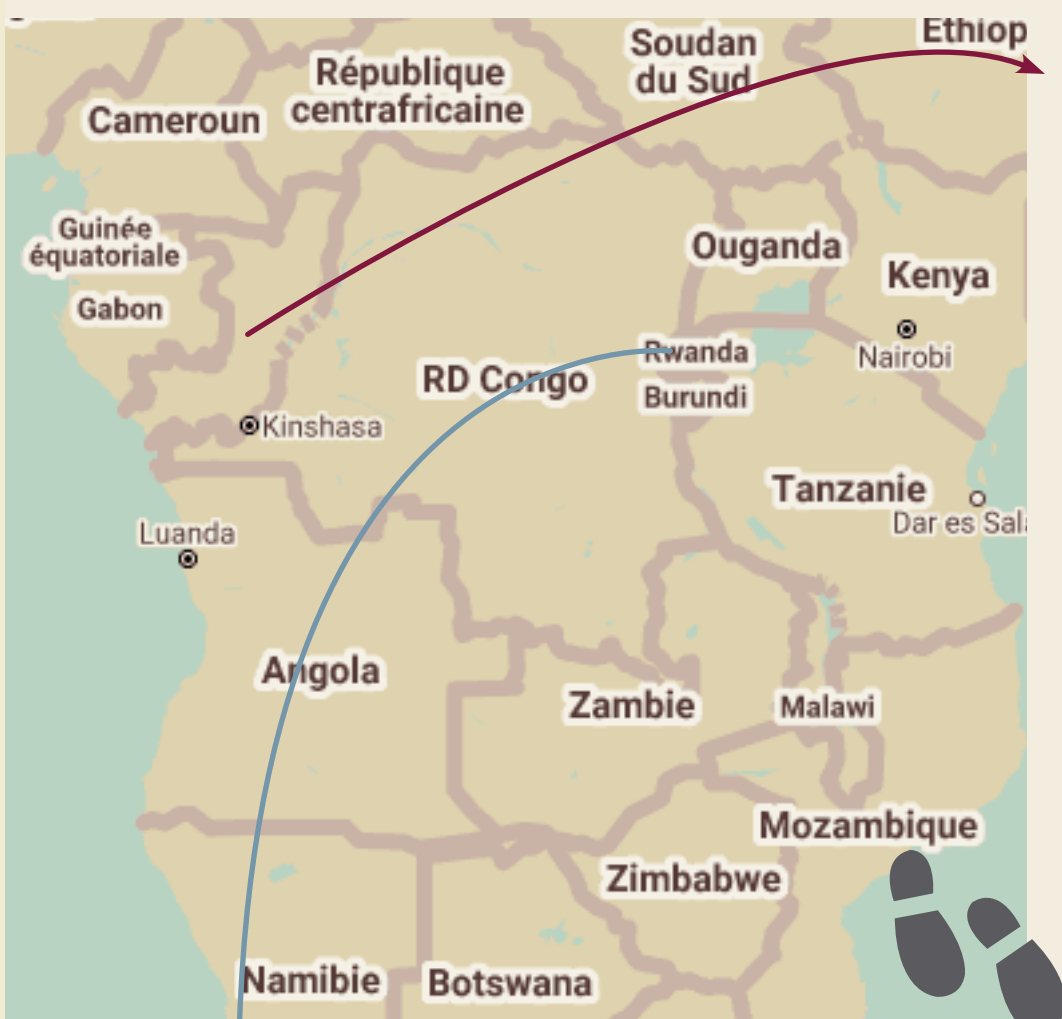 Ethiop
Soudan
du Sud
République
centrafricaine
Cameroun
Guinée
équatoriale
Ouganda
Kenya
Gabon
Nairobi
Rwanda
RD Congo
Burundi
Kinshasa
Tanzanie
Dar es Sala
Luanda
Angola
Zambie
Malawi
Mozambique
Zimbabwe
Namibie
Botswana